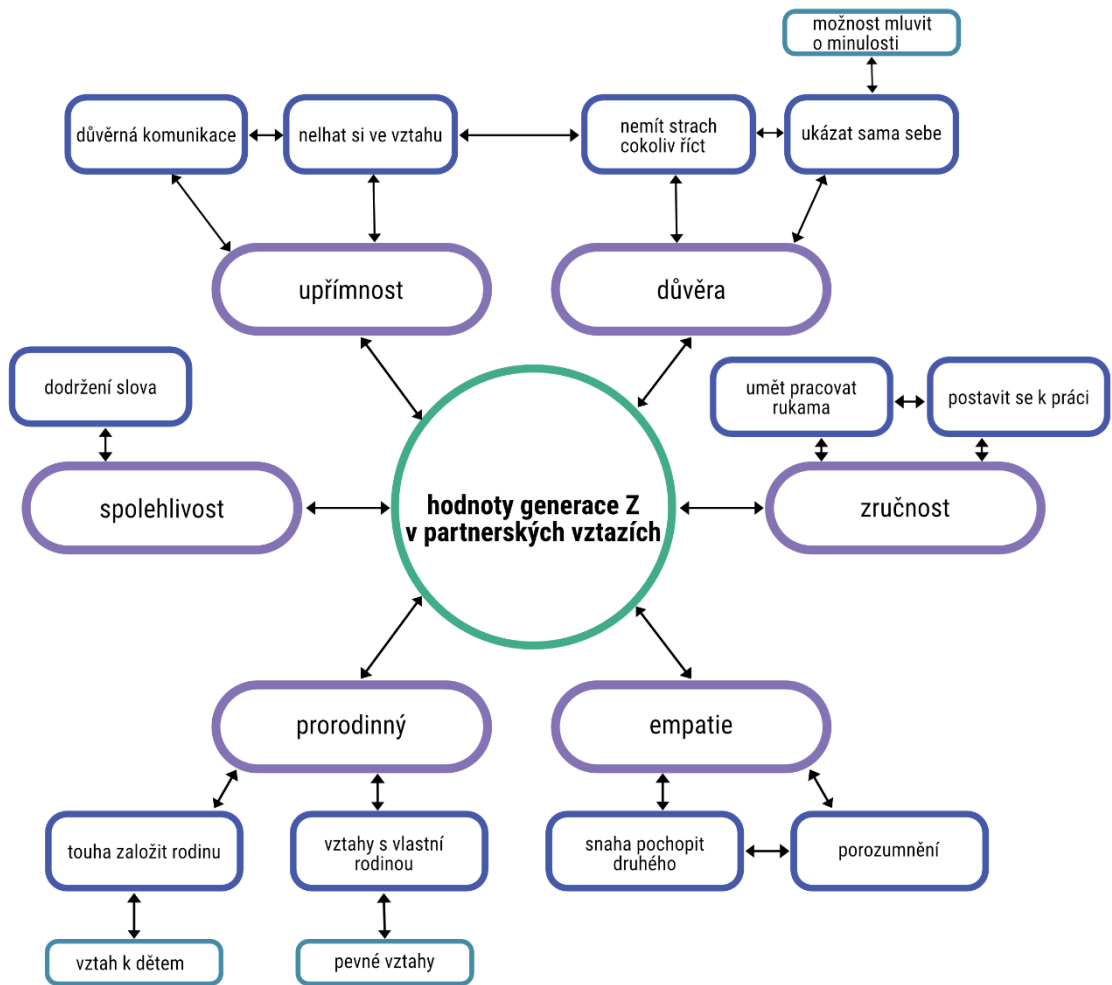 možnost mluvit
o minulosti
důvěrná komunikace
nelhat si ve vztahu
nemít strach
cokoliv říct
ukázat sama sebe
upřímnost
důvěra
dodržení slova
umět pracovat
rukama
postavit se k práci
spolehlivost
hodnoty generace Z
v partnerských vztazích
zručnost
prorodinný
empatie
touha založit rodinu
vztahy s vlastní
rodinou
snaha pochopit
druhého
porozumnění
vztah k dětem
pevné vztahy